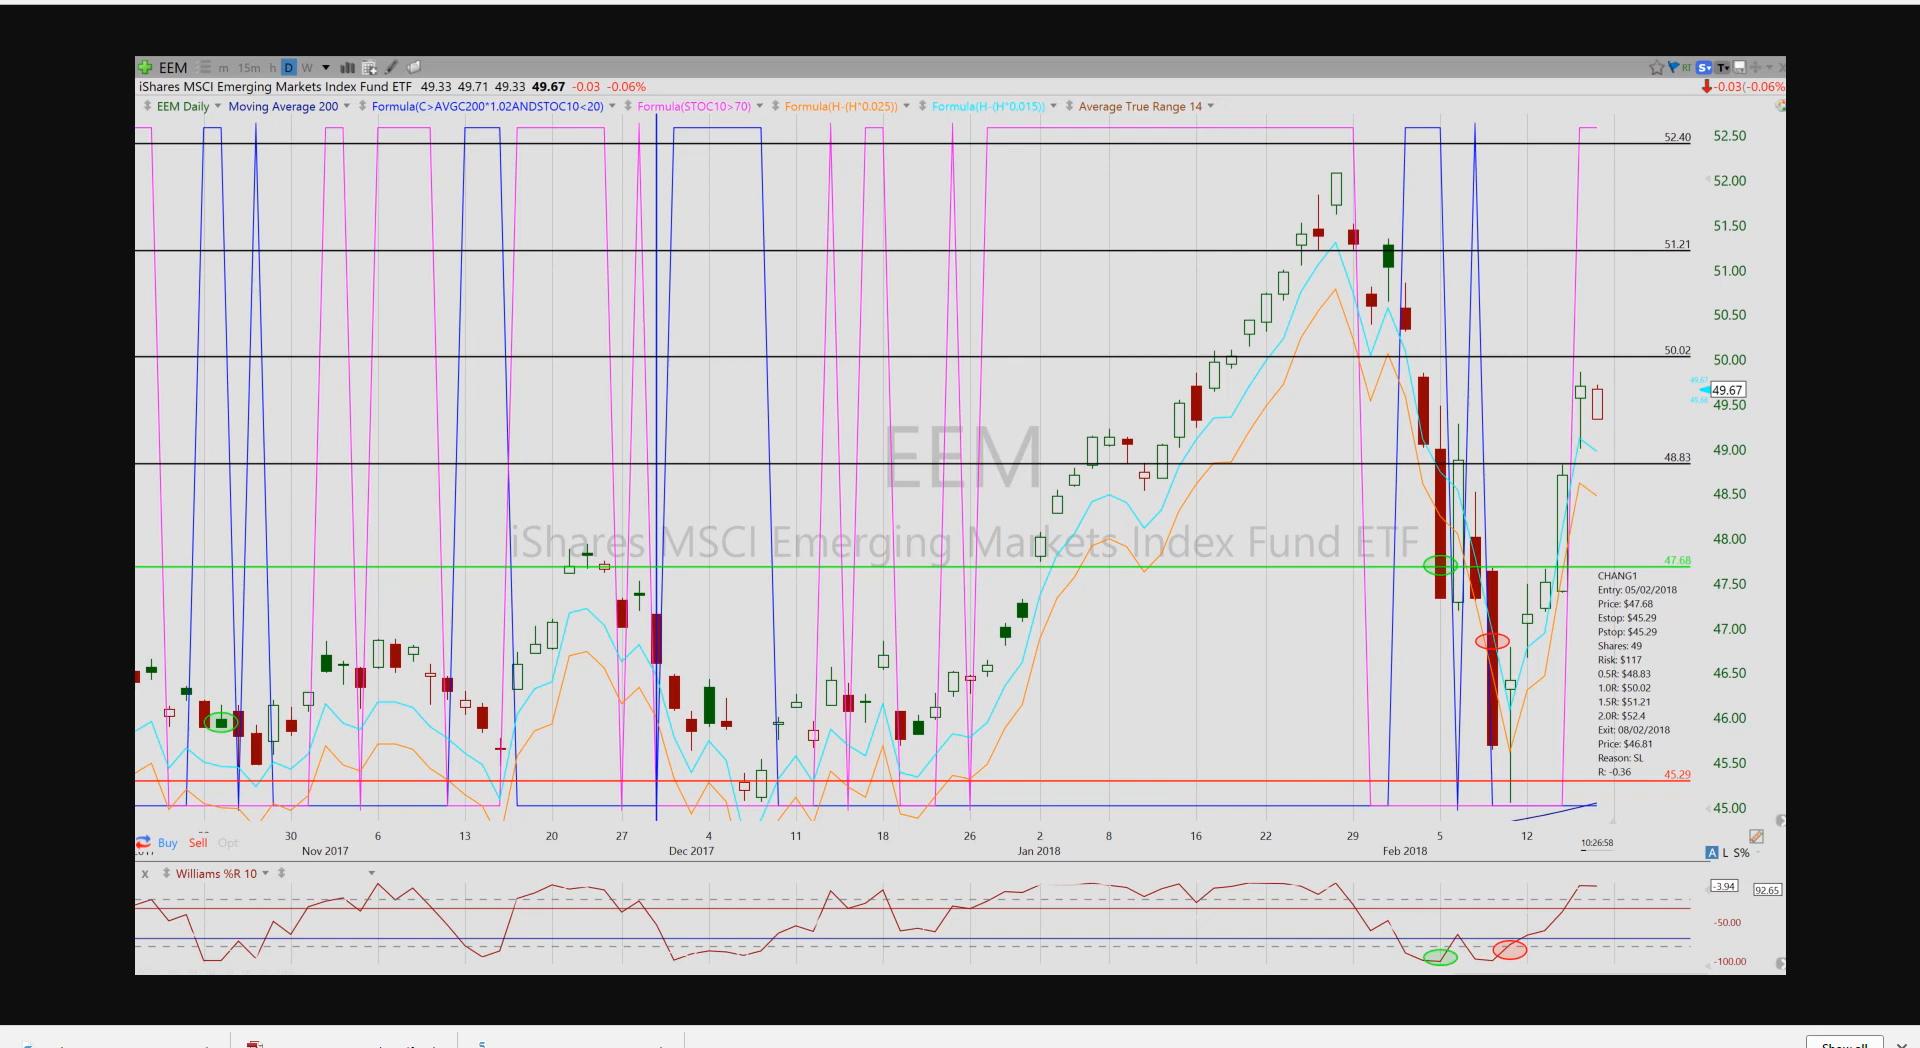 EEM m 15m h D W
RT S T
iShares MSCI Emerging Markets Index Fund ETF 49.33 49.71 49.33 49.67 -0.03 -0.06%
-0.03(-0.06%
EEM Daily Moving Average 200 Formula(C>AVGC200*1.02ANDSTOC10<20) Formula(STOC10>70) Formula(H-(H*0.025)) Formula(H-(H*0.015)) Average True Range 14
52.40
52.50
52.00
51.50
51.21
51.00
50.50
50.02
50.00
49.67
49.67
49.66
49.50
49.00
48.83
48.50
48.00
47.68
47.50
47.00
46.50
46.00
45.50
45.29
45.00
EEM
iShares MSCI Emerging Markets Index Fund ETF
CHANG1
Entry: 05/02/2018
Price: $47.68
Estop: $45.29
Pstop: $45.29
Shares: 49
Risk: $117
0.5R: $48.83
1.0R: $50.02
1.5R: $51.21
2.0R: $52.4
Exit: 08/02/2018
Price: $46.81
Reason: SL
R: -0.36
30 6 13 20 27 4 11 18 26 2 8 16 22 29 5 12
Buy Sell Opt
10:26:58
Nov 2017 Dec 2017 Jan 2018 Feb 2018
A L S%
x Williams %R 10
-3.94 92.65
-50.00
-100.00
Show all